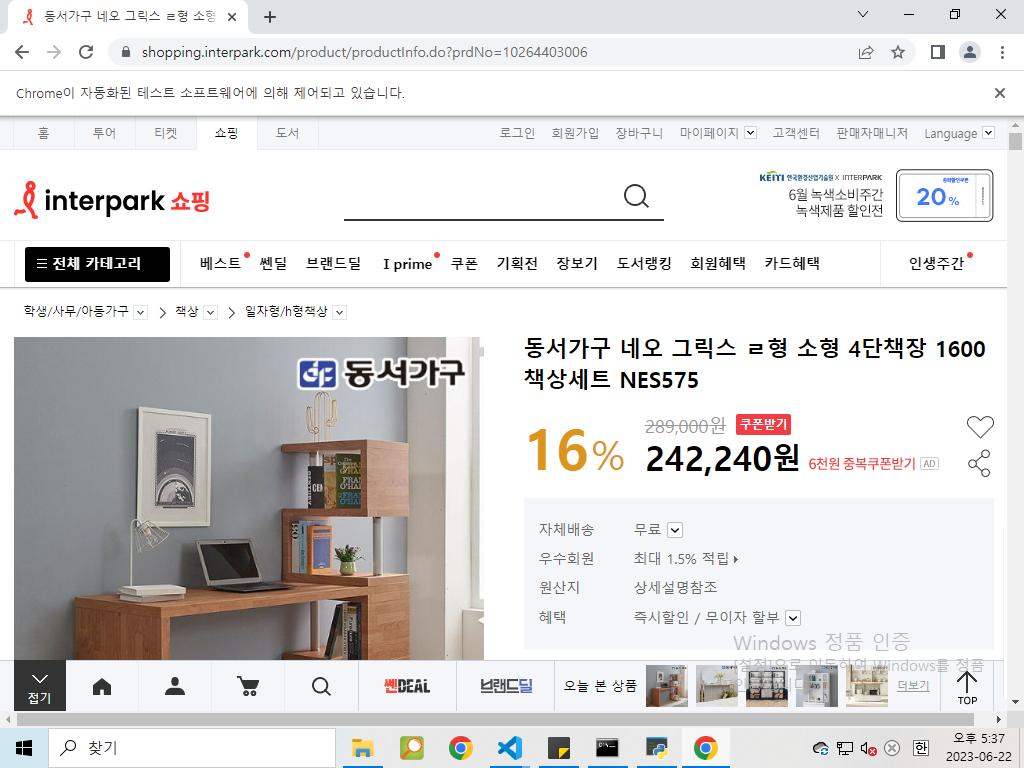 동서가구 네오 그릭스 ㄹ형 소형
shopping.interpark.com/product/productInfo.do?prdNo=10264403006
Chrome이 자동화된 테스트 소프트웨어에 의해 제어되고 있습니다.
홈 투어 티켓 쇼핑 도서 로그인 회원가입 장바구니 마이페이지 고객센터 판매자매니저 Language
interpark 쇼핑
KEITI 한국환경산업기술원 X INTERPARK
6월 녹색소비주간
녹색제품 할인전
20%
전체 카테고리 베스트 쎈딜 브랜드딜 I prime 쿠폰 기획전 장보기 도서랭킹 회원혜택 카드혜택 인생주간
학생/사무/아동가구 책상 일자형/h형책상
동서가구
동서가구 네오 그릭스 ㄹ형 소형 4단책장 1600
책상세트 NES575
16% 289,000원 쿠폰받기
242,240원 6천원 중복쿠폰받기 AD
자체배송 무료
우수회원 최대 1.5% 적립
원산지 상세설명참조
혜택 즉시할인 / 무이자 할부
Windows 정품 인증
[설정]으로 이동하여 Windows를 정품
접기 쎈DEAL 브랜드딜 오늘 본 상품 더보기 TOP
찾기
한
오후 5:37
2023-06-22